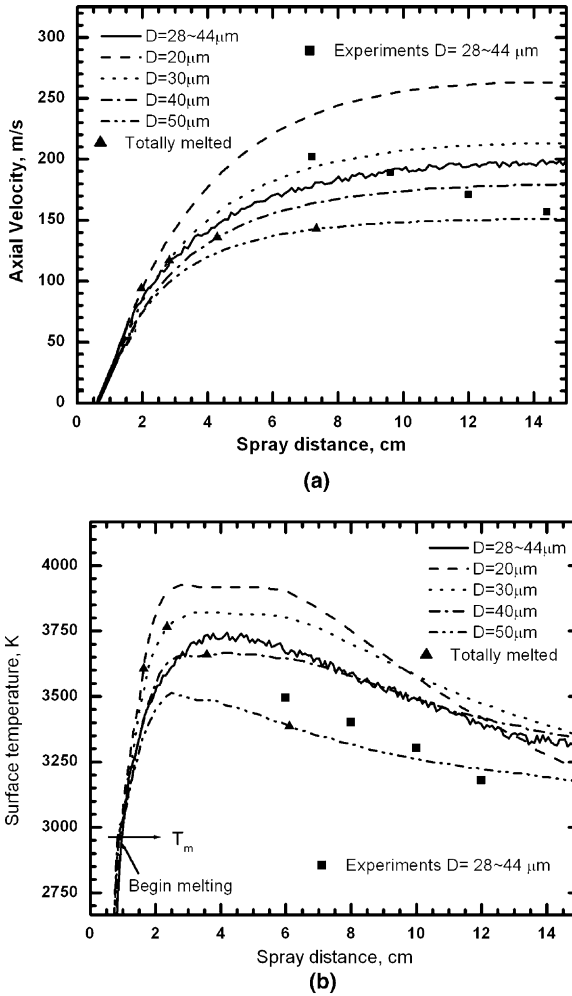 300
250
200
150
100
50
0
Axial Velocity, m/s
D=28~44μm
D=20μm
D=30μm
D=40μm
D=50μm
Totally melted
Experiments D= 28~44 μm
0 2 4 6 8 10 12 14
Spray distance, cm
(a)
4000
3750
3500
3250
3000
2750
Surface temperature, K
D=28~44μm
D=20μm
D=30μm
D=40μm
D=50μm
Totally melted
Tm
Begin melting
Experiments D= 28~44 μm
0 2 4 6 8 10 12 14
Spray distance, cm
(b)